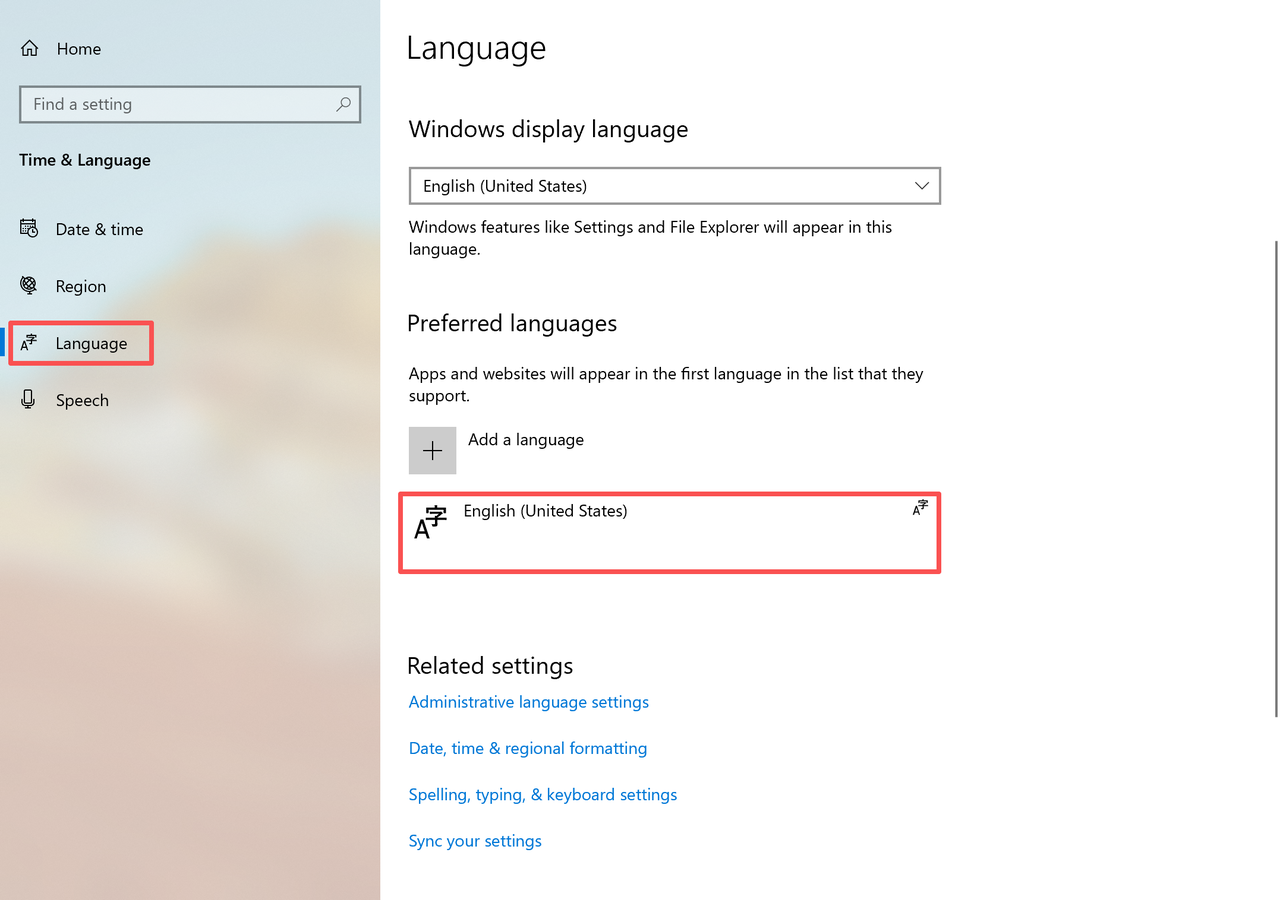 Home
Find a setting
Time & Language
Date & time
Region
Language
Speech
Language
Windows display language
English (United States)
Windows features like Settings and File Explorer will appear in this
language.
Preferred languages
Apps and websites will appear in the first language in the list that they
support.
Add a language
English (United States)
Related settings
Administrative language settings
Date, time & regional formatting
Spelling, typing, & keyboard settings
Sync your settings